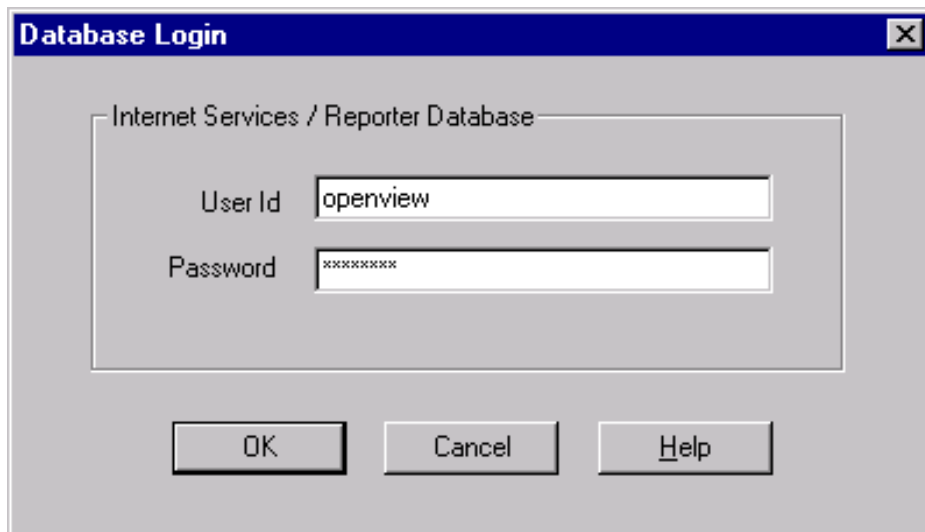 Database Login
Internet Services / Reporter Database
User Id openview
Password ********
OK Cancel Help